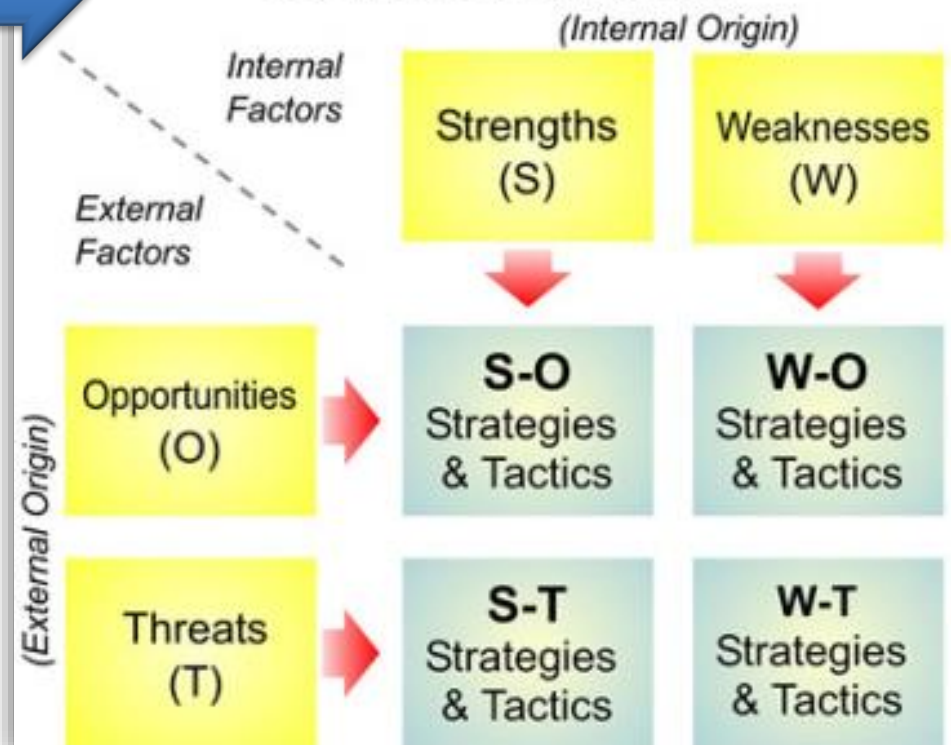 (Internal Origin)
Internal
Factors
External
Factors
Strengths
(S)
Weaknesses
(W)
(External Origin)
Opportunities
(O)
S-O
Strategies
& Tactics
W-O
Strategies
& Tactics
Threats
(T)
S-T
Strategies
& Tactics
W-T
Strategies
& Tactics